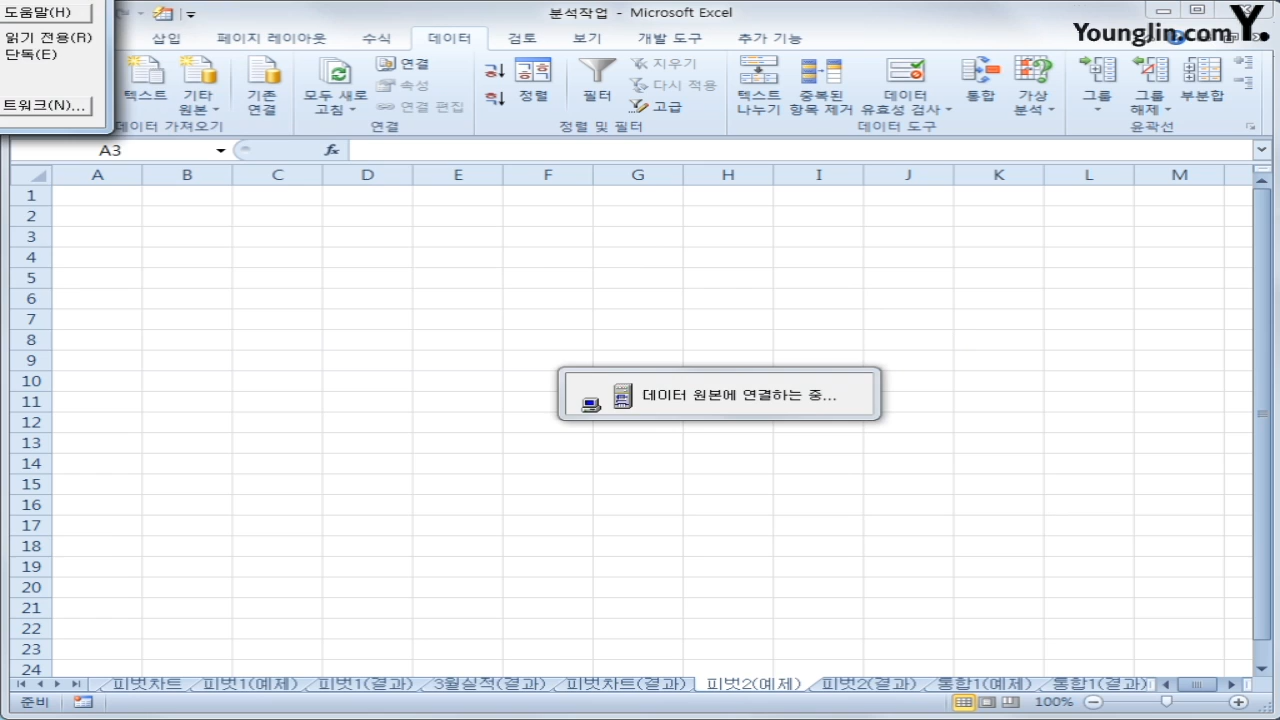 도움말(H)
읽기 전용(R)
단독(E)
트워크(N)...
분석작업 - Microsoft Excel
Younglin.com Y.
삽입 페이지 레이아웃 수식 데이터 검토 보기 개발 도구 추가 기능
텍스트
기타
원본
기존
연결
모두 새로
고침
연결
속성
연결 편집
정렬
필터
지우기
다시 적용
고급
텍스트
나누기
중복된
항목 제거
데이터
유효성 검사
통합
가상
분석
그룹
그룹
해제
부분합
데이터 가져오기 연결 정렬 및 필터 데이터 도구 윤곽선
A3 fx
A B C D E F G H I J K L M
1
2
3
4
5
6
7
8
9
10
11
12
13
14
15
16
17
18
19
20
21
22
23
24
데이터 원본에 연결하는 중...
피벗차트 피벗1(예제) 피벗1(결과) 3월실적(결과) 피벗차트(결과) 피벗2(예제) 피벗2(결과) 통합1(예제) 통합1(결과)
준비 100%